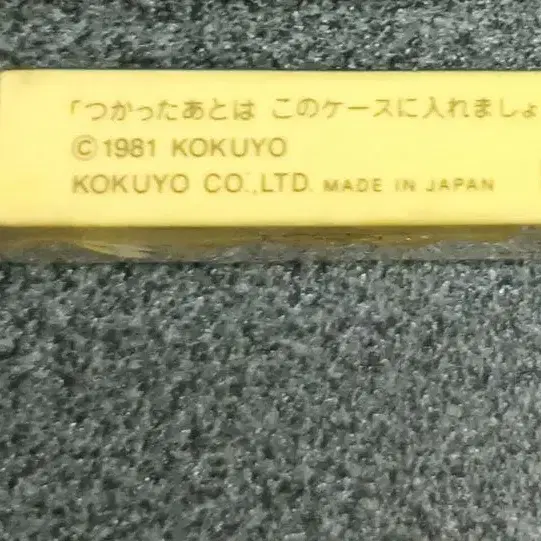 「つかったあとは このケースに入れましょ
©1981 KOKUYO
KOKUYO CO.,LTD. MADE IN JAPAN